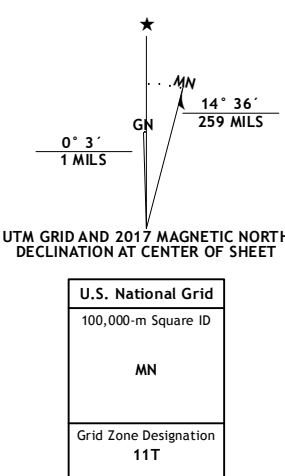 ★
MN
GN
14° 36´
259 MILS
0° 3´
1 MILS
UTM GRID AND 2017 MAGNETIC NORTH
DECLINATION AT CENTER OF SHEET
U.S. National Grid
100,000-m Square ID
MN
Grid Zone Designation
11T